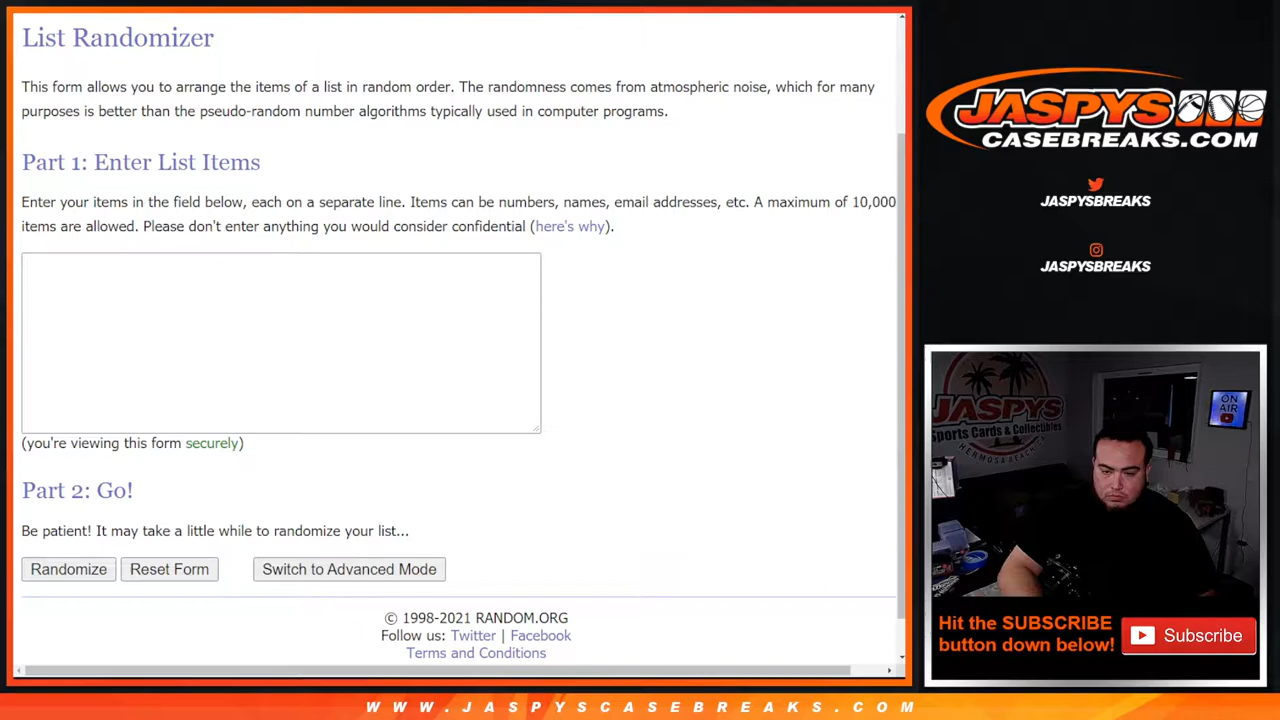 List Randomizer
This form allows you to arrange the items of a list in random order. The randomness comes from atmospheric noise, which for many
purposes is better than the pseudo-random number algorithms typically used in computer programs.
Part 1: Enter List Items
Enter your items in the field below, each on a separate line. Items can be numbers, names, email addresses, etc. A maximum of 10,000
items are allowed. Please don't enter anything you would consider confidential (here's why).
(you're viewing this form securely)
Part 2: Go!
Be patient! It may take a little while to randomize your list...
Randomize Reset Form Switch to Advanced Mode
© 1998-2021 RANDOM.ORG
Follow us: Twitter | Facebook
Terms and Conditions
JASPYS
CASEBREAKS.COM
JASPYSBREAKS
JASPYSBREAKS
JASPYS
Sports Cards & Collectibles
HERMOSA BEACH
ON
AIR
Hit the SUBSCRIBE
button down below!
Subscribe
WWW.JASPYSCASEBREAKS.COM